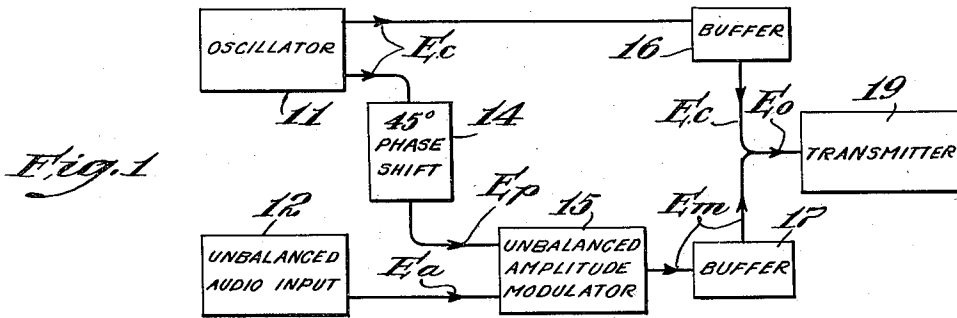 OSCILLATOR
11
Ec
BUFFER
16
45°
PHASE
SHIFT
14
Ec
Eo
19
TRANSMITTER
Fig. 1
12
UNBALANCED
AUDIO INPUT
Ep
Ea
15
UNBALANCED
AMPLITUDE
MODULATOR
Em
17
BUFFER